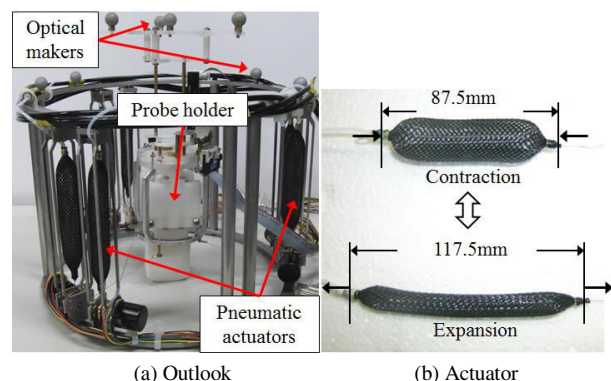 Optical
makers
Probe holder
Pneumatic
actuators
(a) Outlook
87.5mm
Contraction
117.5mm
Expansion
(b) Actuator